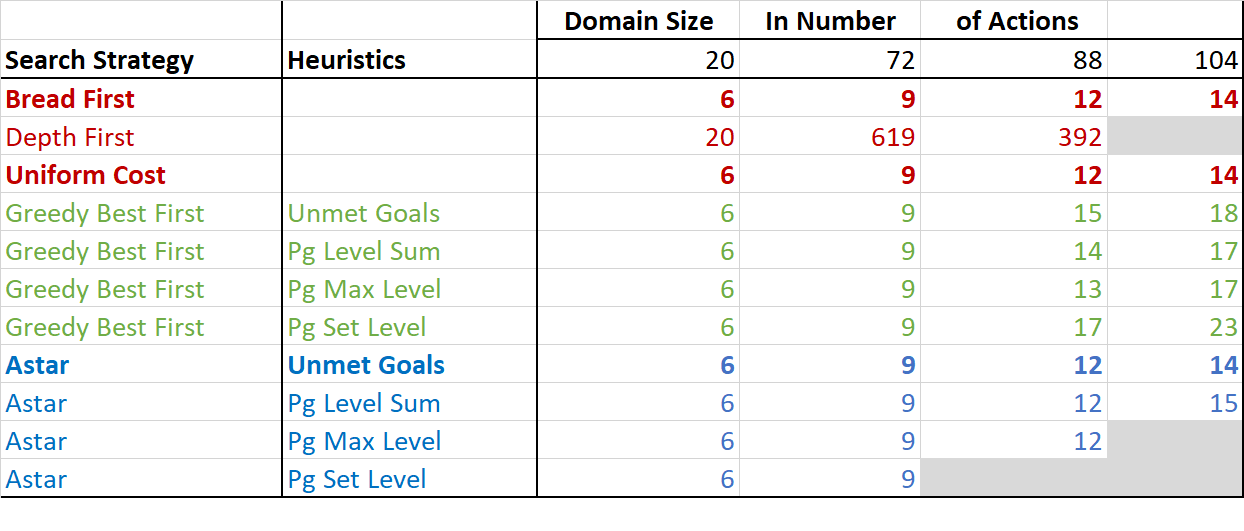 Domain Size In Number of Actions
Search Strategy Heuristics 20 72 88 104
Bread First 6 9 12 14
Depth First 20 619 392
Uniform Cost 6 9 12 14
Greedy Best First Unmet Goals 6 9 15 18
Greedy Best First Pg Level Sum 6 9 14 17
Greedy Best First Pg Max Level 6 9 13 17
Greedy Best First Pg Set Level 6 9 17 23
Astar Unmet Goals 6 9 12 14
Astar Pg Level Sum 6 9 12 15
Astar Pg Max Level 6 9 12
Astar Pg Set Level 6 9